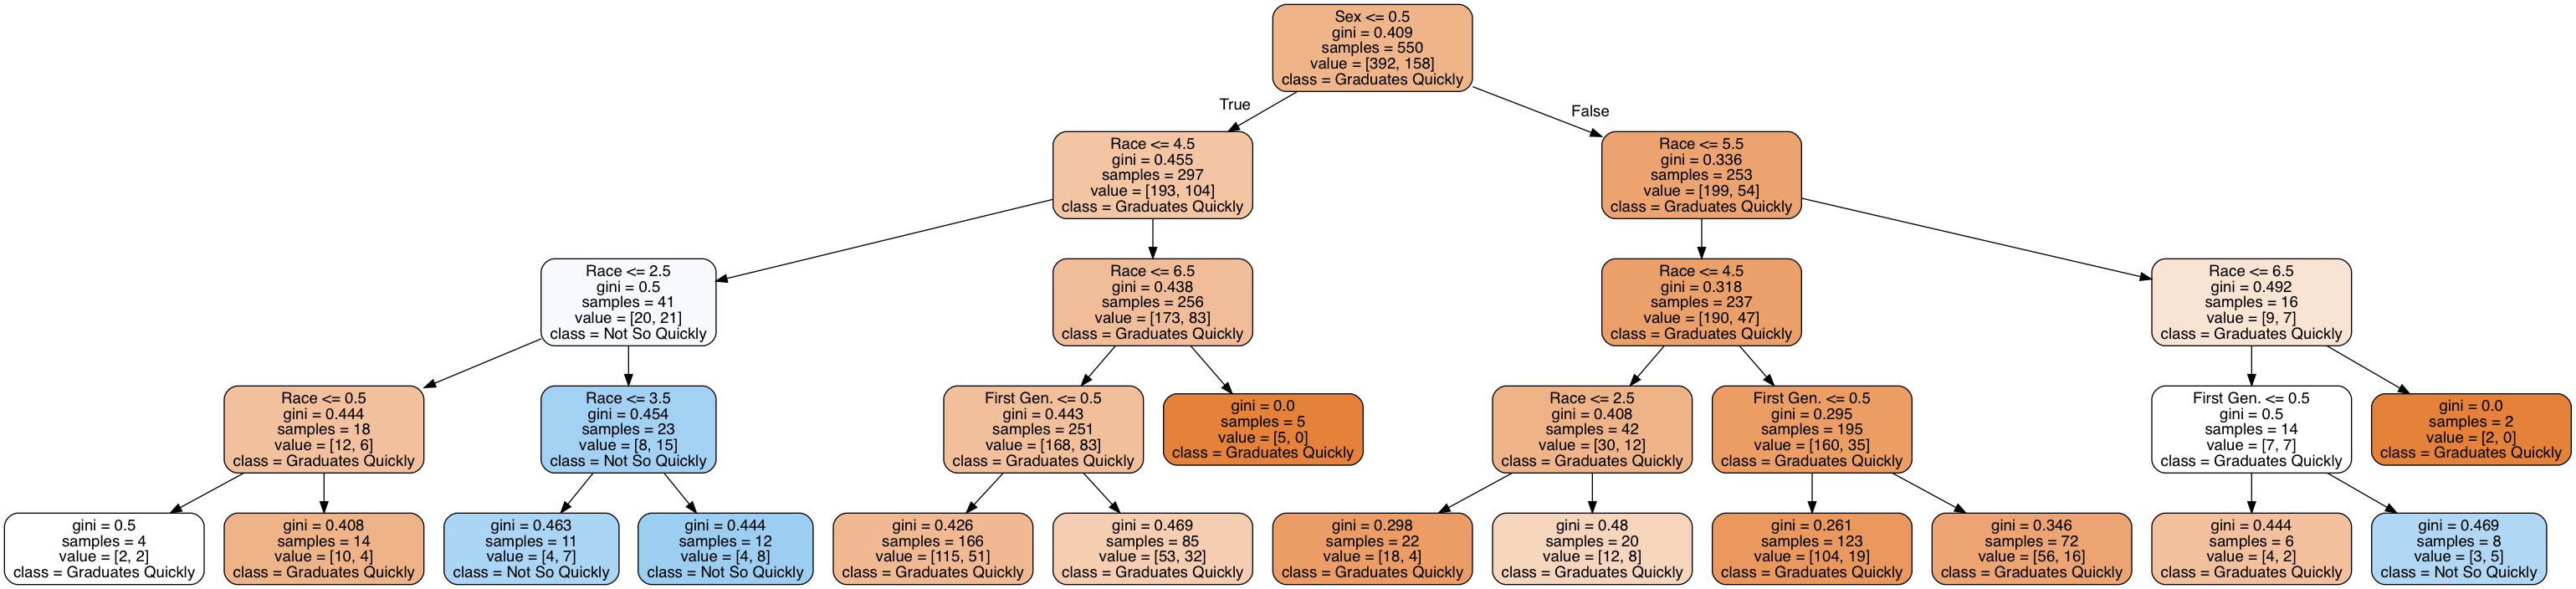 Sex <= 0.5
gini = 0.409
samples = 550
value = [392, 158]
class = Graduates Quickly
True
False
Race <= 4.5
gini = 0.455
samples = 297
value = [193, 104]
class = Graduates Quickly
Race <= 5.5
gini = 0.336
samples = 253
value = [199, 54]
class = Graduates Quickly
Race <= 2.5
gini = 0.5
samples = 41
value = [20, 21]
class = Not So Quickly
Race <= 6.5
gini = 0.438
samples = 256
value = [173, 83]
class = Graduates Quickly
Race <= 4.5
gini = 0.318
samples = 237
value = [190, 47]
class = Graduates Quickly
Race <= 6.5
gini = 0.492
samples = 16
value = [9, 7]
class = Graduates Quickly
Race <= 0.5
gini = 0.444
samples = 18
value = [12, 6]
class = Graduates Quickly
Race <= 3.5
gini = 0.454
samples = 23
value = [8, 15]
class = Not So Quickly
First Gen. <= 0.5
gini = 0.443
samples = 251
value = [168, 83]
class = Graduates Quickly
gini = 0.0
samples = 5
value = [5, 0]
class = Graduates Quickly
Race <= 2.5
gini = 0.408
samples = 42
value = [30, 12]
class = Graduates Quickly
First Gen. <= 0.5
gini = 0.295
samples = 195
value = [160, 35]
class = Graduates Quickly
First Gen. <= 0.5
gini = 0.5
samples = 14
value = [7, 7]
class = Graduates Quickly
gini = 0.0
samples = 2
value = [2, 0]
class = Graduates Quickly
gini = 0.5
samples = 4
value = [2, 2]
class = Graduates Quickly
gini = 0.408
samples = 14
value = [10, 4]
class = Graduates Quickly
gini = 0.463
samples = 11
value = [4, 7]
class = Not So Quickly
gini = 0.444
samples = 12
value = [4, 8]
class = Not So Quickly
gini = 0.426
samples = 166
value = [115, 51]
class = Graduates Quickly
gini = 0.469
samples = 85
value = [53, 32]
class = Graduates Quickly
gini = 0.298
samples = 22
value = [18, 4]
class = Graduates Quickly
gini = 0.48
samples = 20
value = [12, 8]
class = Graduates Quickly
gini = 0.261
samples = 123
value = [104, 19]
class = Graduates Quickly
gini = 0.346
samples = 72
value = [56, 16]
class = Graduates Quickly
gini = 0.444
samples = 6
value = [4, 2]
class = Graduates Quickly
gini = 0.469
samples = 8
value = [3, 5]
class = Not So Quickly